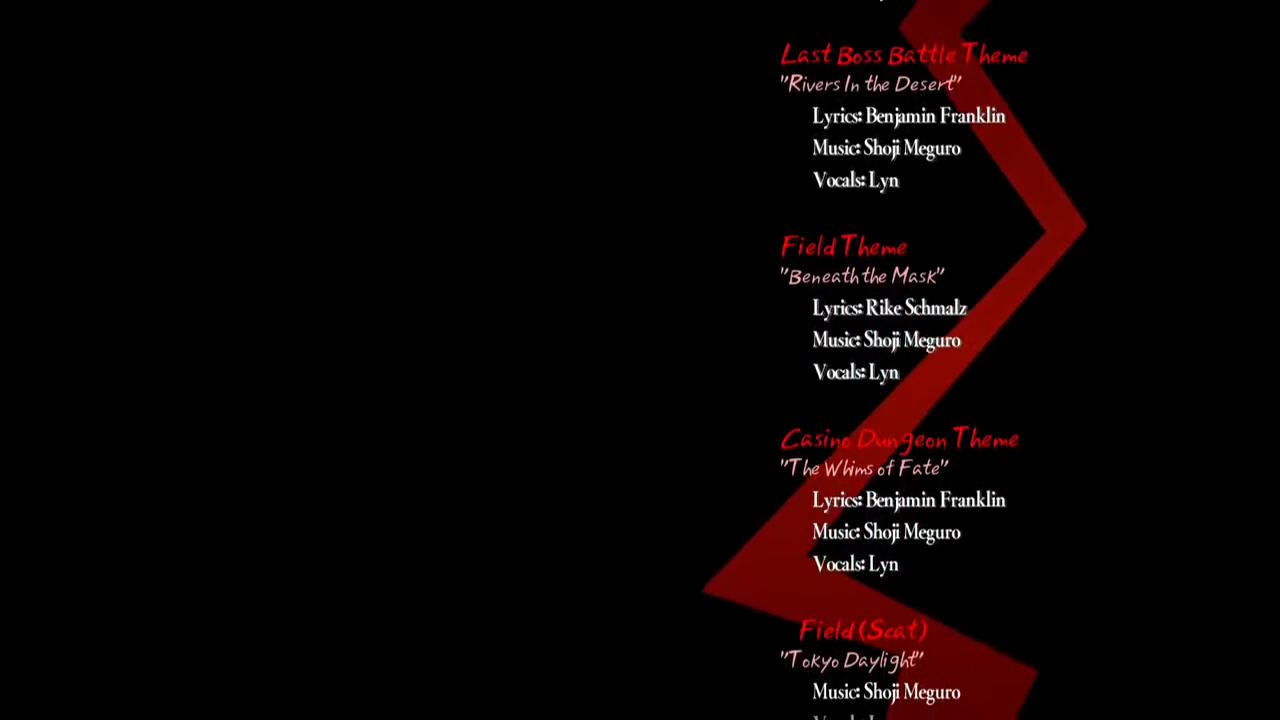 Last Boss Battle Theme
"Rivers In the Desert"
Lyrics: Benjamin Franklin
Music: Shoji Meguro
Vocals: Lyn
Field Theme
"Beneath the Mask"
Lyrics: Rike Schmalz
Music: Shoji Meguro
Vocals: Lyn
Casino Dungeon Theme
"The Whims of Fate"
Lyrics: Benjamin Franklin
Music: Shoji Meguro
Vocals: Lyn
Field (Scat)
"Tokyo Daylight"
Music: Shoji Meguro